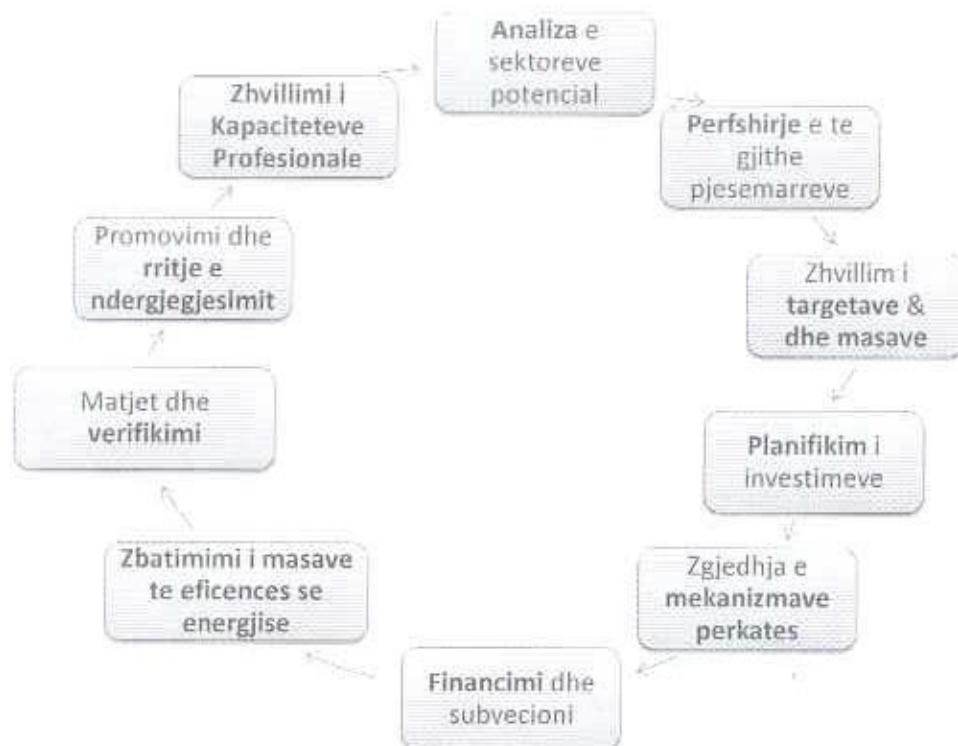 Analiza e
sektoreve
potencial
Perfshirje e te
gjithe
pjesemarreve
Zhvillim i
targetave &
dhe masave
Planifikim i
investimeve
Zgjedhja e
mekanizmave
perkates
Financimi dhe
subvecioni
Zbatimimi i masave
te eficences se
energjise
Matjet dhe
verifikimi
Promovimi dhe
rritje e
ndergjegjesimit
Zhvillimi i
Kapaciteteve
Profesionale